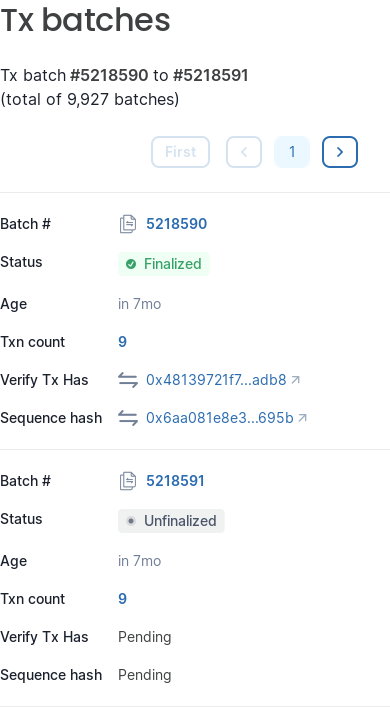 Tx batches
Tx batch #5218590 to #5218591
(total of 9,927 batches)
First 1
Batch # 5218590
Status Finalized
Age in 7mo
Txn count 9
Verify Tx Has 0x48139721f7...adb8
Sequence hash 0x6aa081e8e3...695b
Batch # 5218591
Status Unfinalized
Age in 7mo
Txn count 9
Verify Tx Has Pending
Sequence hash Pending